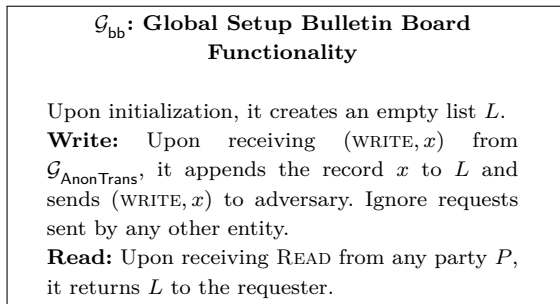 𝒢bb: Global Setup Bulletin Board
Functionality
Upon initialization, it creates an empty list L.
Write: Upon receiving (WRITE, x) from
𝒢AnonTrans, it appends the record x to L and
sends (WRITE, x) to adversary. Ignore requests
sent by any other entity.
Read: Upon receiving READ from any party P,
it returns L to the requester.